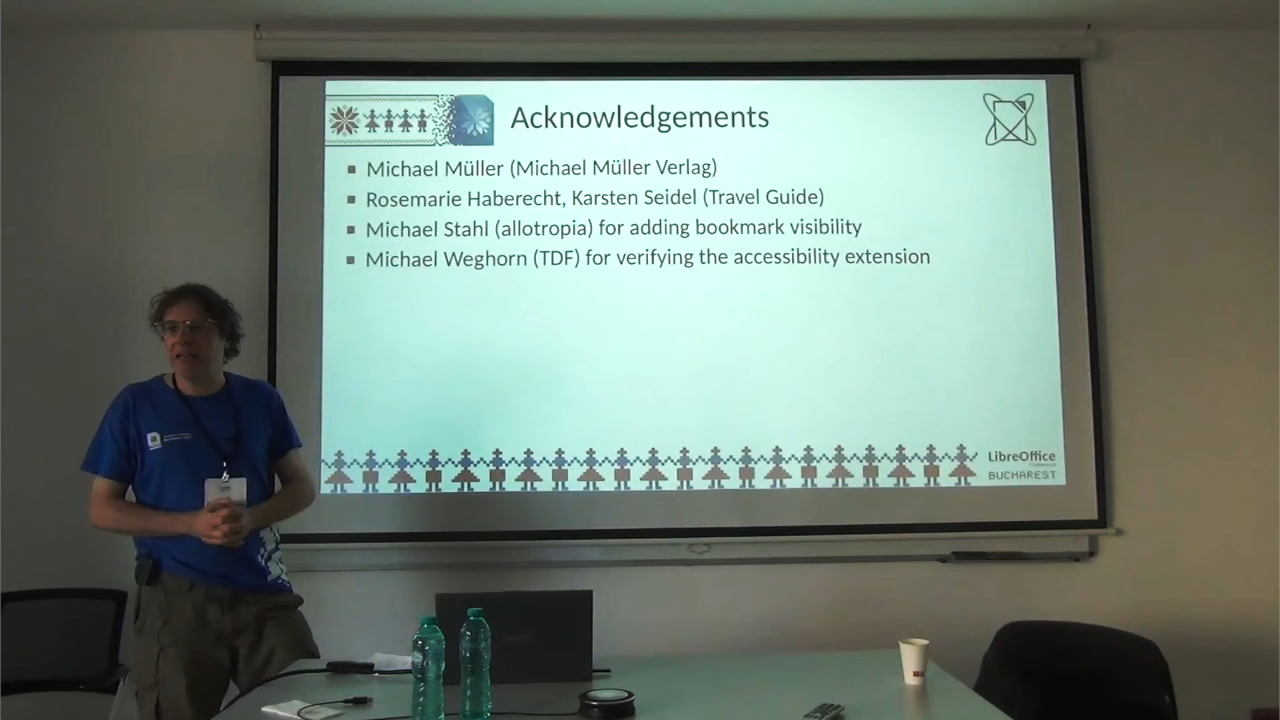 Acknowledgements
Michael Müller (Michael Müller Verlag)
Rosemarie Haberecht, Karsten Seidel (Travel Guide)
Michael Stahl (allotropia) for adding bookmark visibility
Michael Weghorn (TDF) for verifying the accessibility extension
LibreOffice
BUCHAREST